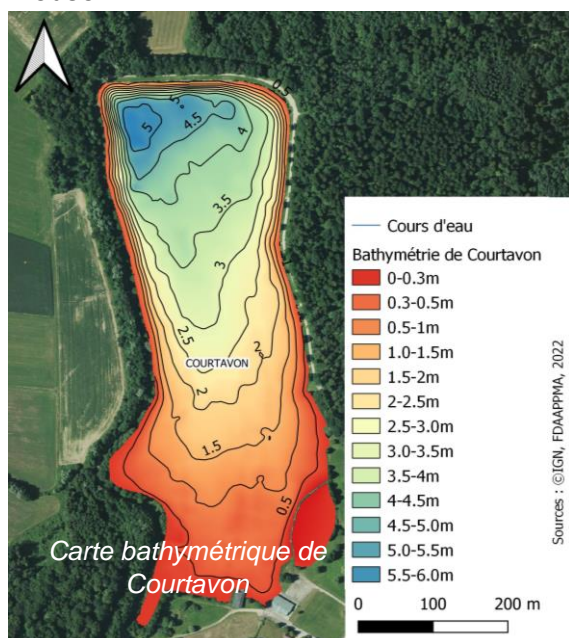 0.5
5
5
4.5
4
3.5
3
2.5
COURTAVON
2
2
1.5
0.5
Carte bathymétrique de
Courtavon
Cours d'eau
Bathymétrie de Courtavon
0-0.3m
0.3-0.5m
0.5-1m
1.0-1.5m
1.5-2m
2-2.5m
2.5-3.0m
3.0-3.5m
3.5-4m
4-4.5m
4.5-5.0m
5.0-5.5m
5.5-6.0m
0 100 200 m
Sources : ©IGN, FDAAPPMA, 2022